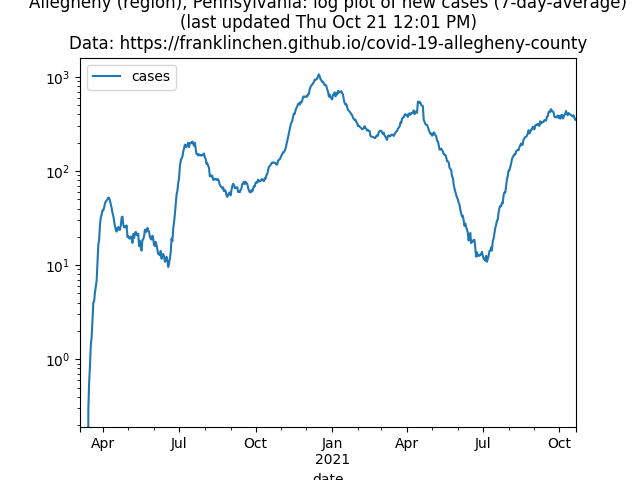 Allegheny (region), Pennsylvania: log plot of new cases (7-day-average)
(last updated Thu Oct 21 12:01 PM)
Data: https://franklinchen.github.io/covid-19-allegheny-county
cases
10³
10²
10¹
10⁰
Apr Jul Oct Jan Apr Jul Oct
2021
date